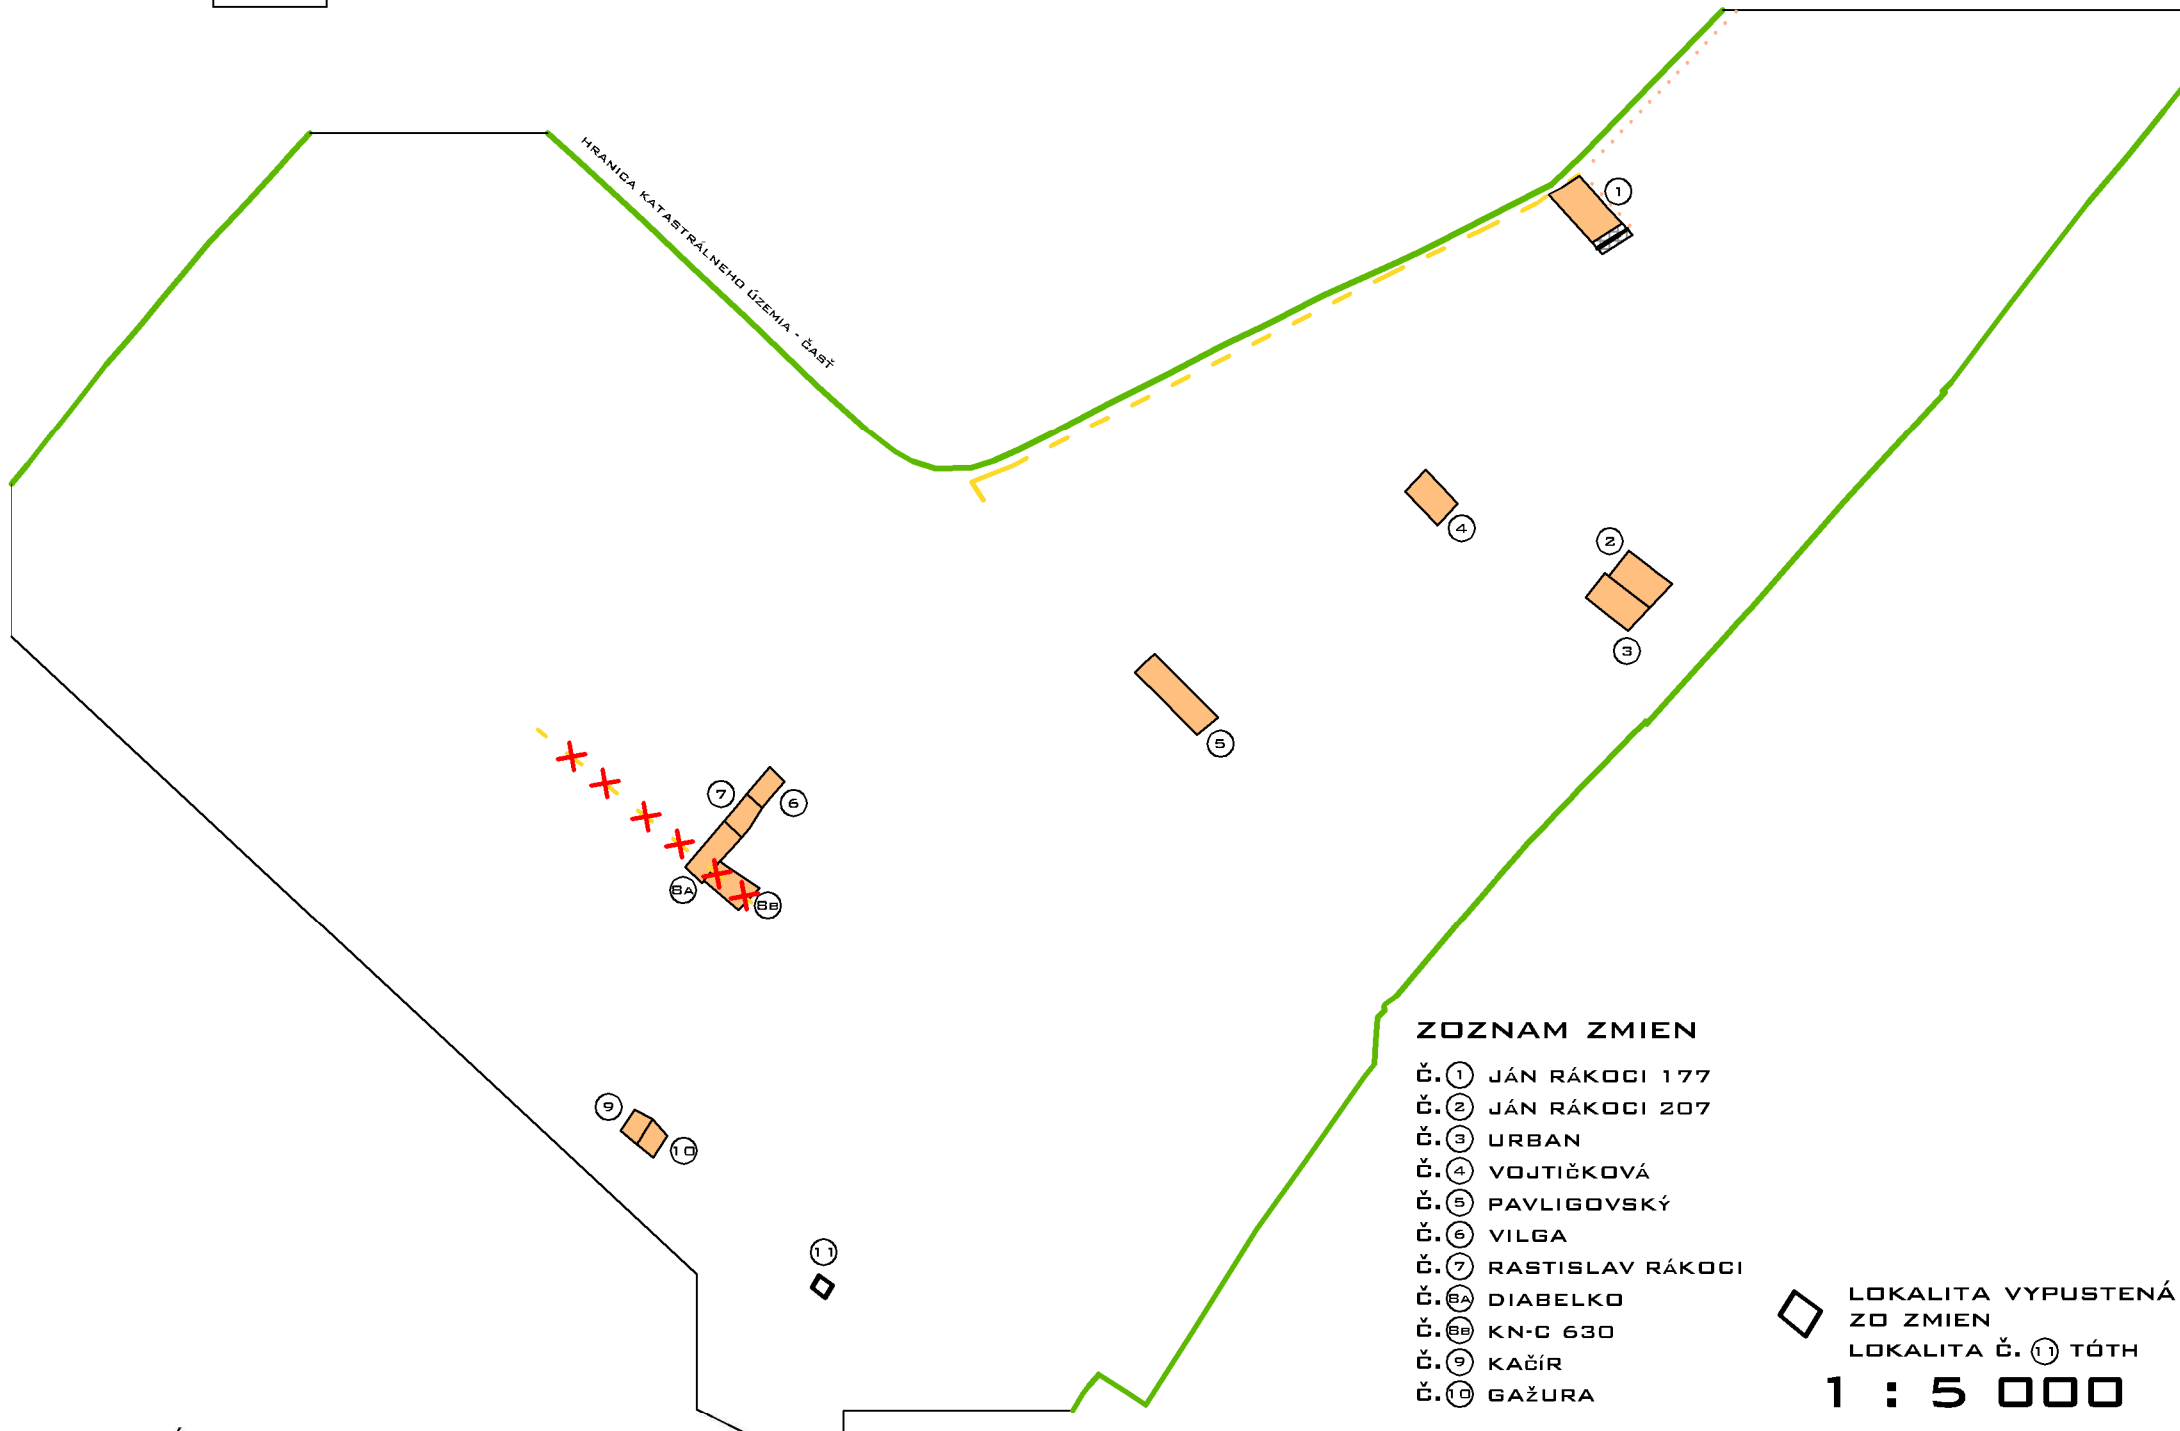 HRANICA KATASTRÁLNEHO ÚZEMIA - ČASŤ
1
4
2
3
5
7
6
8A
8B
9
10
11
ZOZNAM ZMIEN
Č. 1 JÁN RÁKOCI 177
Č. 2 JÁN RÁKOCI 207
Č. 3 URBAN
Č. 4 VOJTIČKOVÁ
Č. 5 PAVLIGOVSKÝ
Č. 6 VILGA
Č. 7 RASTISLAV RÁKOCI
Č. 8A DIABELKO
Č. 8B KN-C 630
Č. 9 KAČÍR
Č. 10 GAŽURA
LOKALITA VYPUSTENÁ
ZO ZMIEN
LOKALITA Č. 11 TÓTH
1 : 5 000